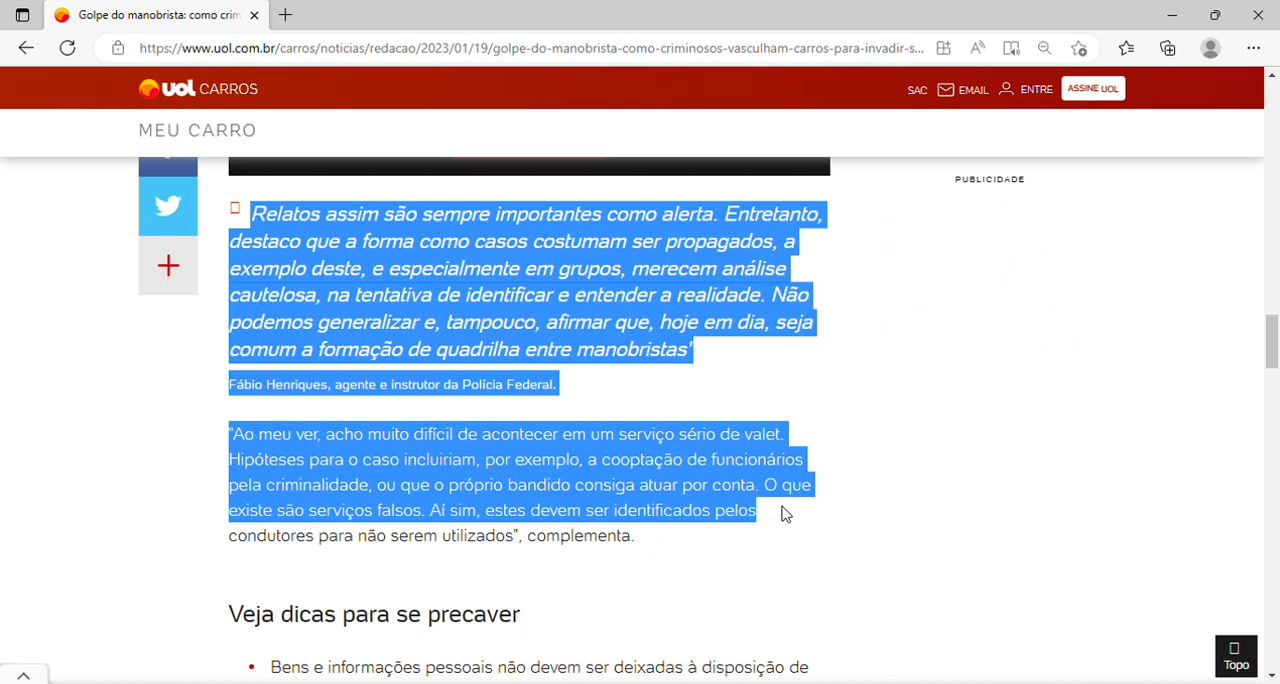 Golpe do manobrista: como crim
https://www.uol.com.br/carros/noticias/redacao/2023/01/19/golpe-do-manobrista-como-criminosos-vasculham-carros-para-invadir-s...
UOL CARROS
SAC EMAIL ENTRE ASSINE UOL
MEU CARRO
PUBLICIDADE
Relatos assim são sempre importantes como alerta. Entretanto,
destaco que a forma como casos costumam ser propagados, a
exemplo deste, e especialmente em grupos, merecem análise
cautelosa, na tentativa de identificar e entender a realidade. Não
podemos generalizar e, tampouco, afirmar que, hoje em dia, seja
comum a formação de quadrilha entre manobristas'
Fábio Henriques, agente e instrutor da Polícia Federal.
"Ao meu ver, acho muito difícil de acontecer em um serviço sério de valet.
Hipóteses para o caso incluiriam, por exemplo, a cooptação de funcionários
pela criminalidade, ou que o próprio bandido consiga atuar por conta. O que
existe são serviços falsos. Aí sim, estes devem ser identificados pelos
condutores para não serem utilizados", complementa.
Veja dicas para se precaver
• Bens e informações pessoais não devem ser deixadas à disposição de
Topo